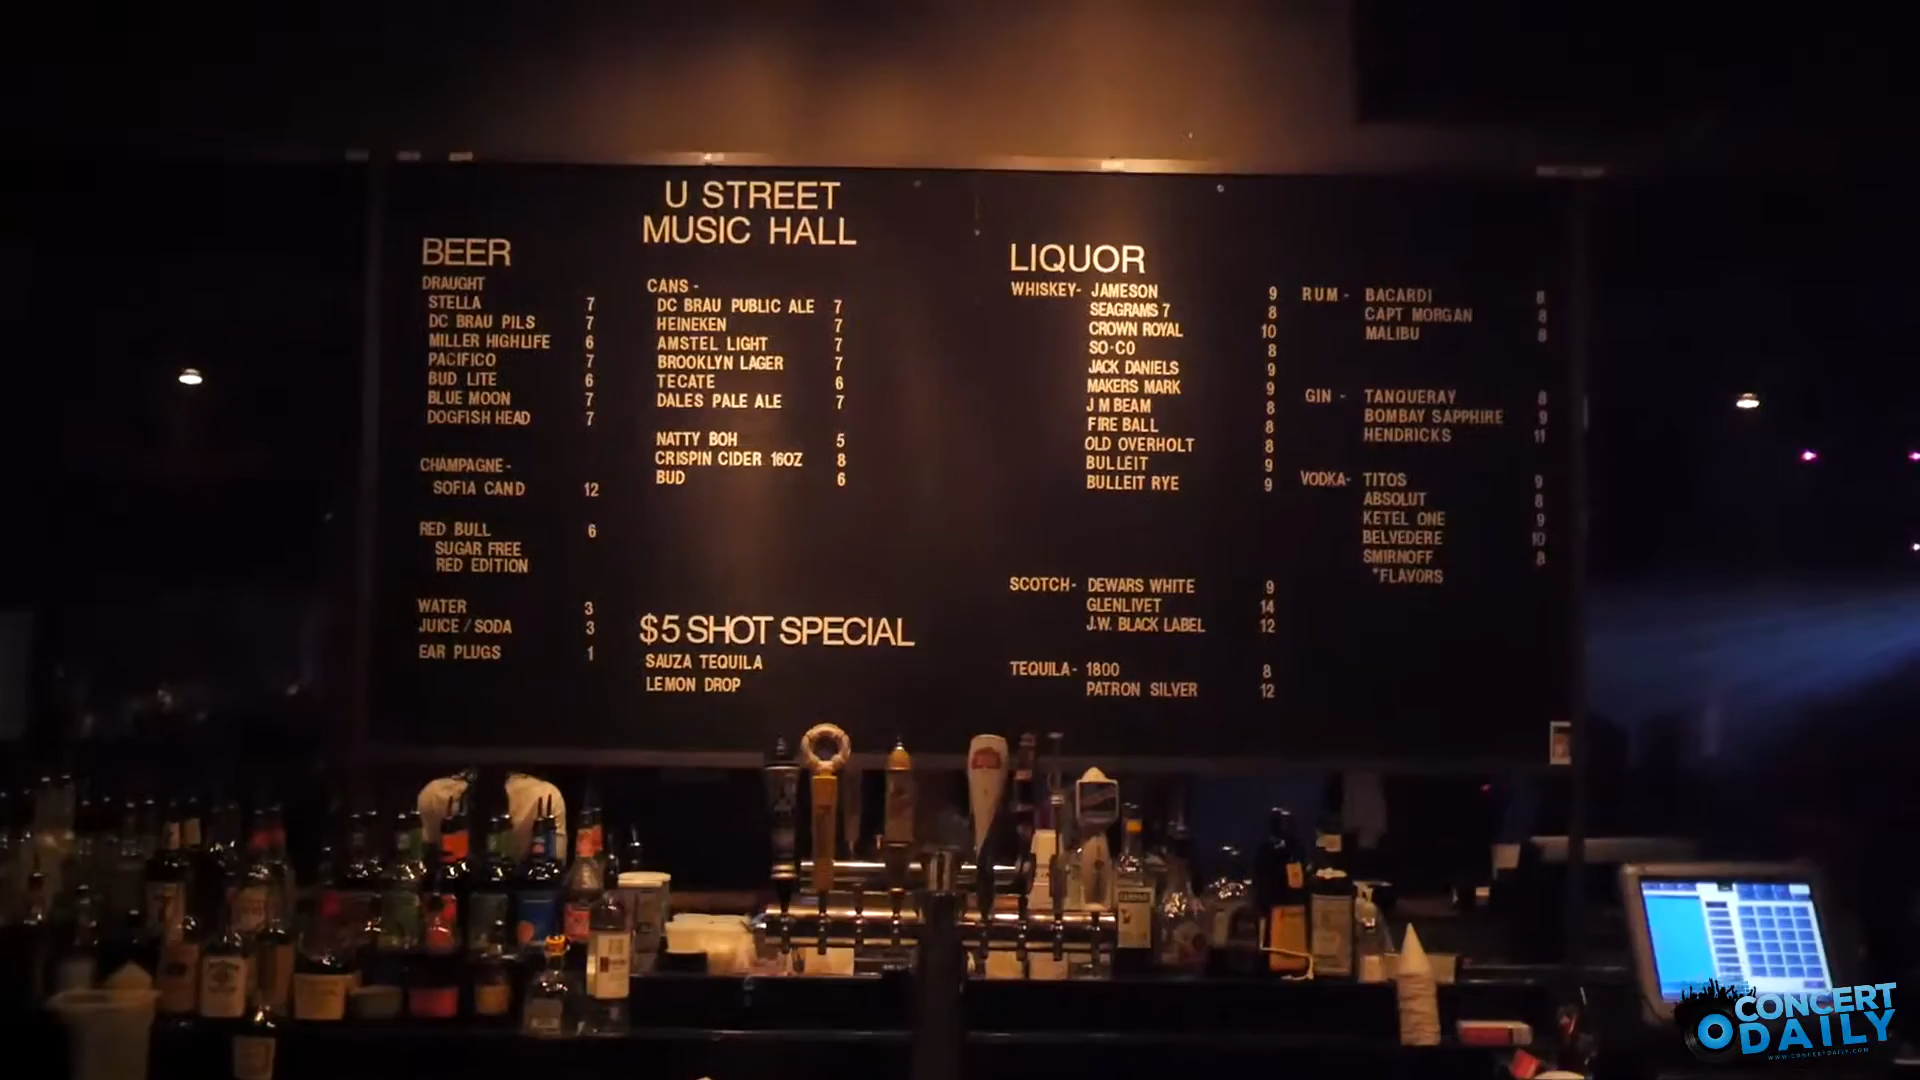 U STREET
MUSIC HALL
BEER
DRAUGHT
STELLA 7
DC BRAU PILS 7
MILLER HIGHLIFE 6
PACIFICO 7
BUD LITE 6
BLUE MOON 7
DOGFISH HEAD 7
CHAMPAGNE-
SOFIA CAND 12
RED BULL 6
SUGAR FREE
RED EDITION
WATER 3
JUICE / SODA 3
EAR PLUGS 1
CANS -
DC BRAU PUBLIC ALE 7
HEINEKEN 7
AMSTEL LIGHT 7
BROOKLYN LAGER 7
TECATE 6
DALES PALE ALE 7
NATTY BOH 5
CRISPIN CIDER 16OZ 8
BUD 6
$5 SHOT SPECIAL
SAUZA TEQUILA
LEMON DROP
LIQUOR
WHISKEY- JAMESON 9
SEAGRAMS 7 8
CROWN ROYAL 10
SO-CO 8
JACK DANIELS 9
MAKERS MARK 9
J M BEAM 8
FIRE BALL 8
OLD OVERHOLT 8
BULLEIT 9
BULLEIT RYE 9
SCOTCH- DEWARS WHITE 9
GLENLIVET 14
J.W. BLACK LABEL 12
TEQUILA- 1800 8
PATRON SILVER 12
RUM - BACARDI 8
CAPT MORGAN 8
MALIBU 8
GIN - TANQUERAY 8
BOMBAY SAPPHIRE 9
HENDRICKS 11
VODKA- TITOS 9
ABSOLUT 8
KETEL ONE 9
BELVEDERE 10
SMIRNOFF 8
*FLAVORS
CONCERT
DAILY
WWW.CONCERTDAILY.COM